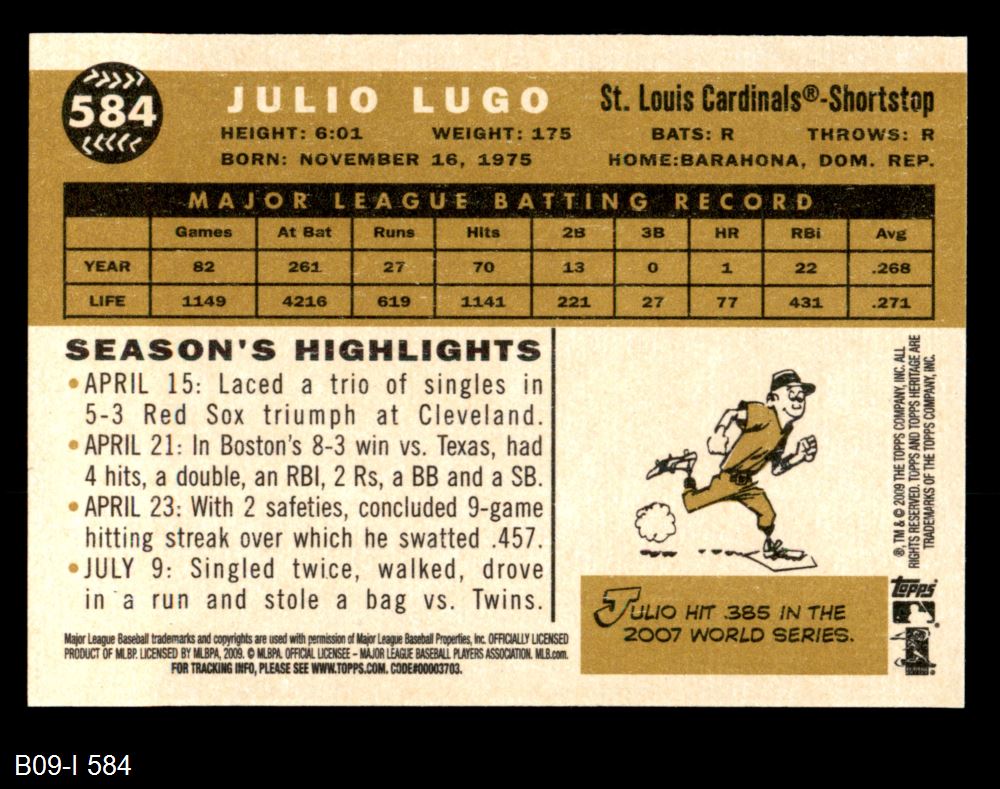 584
JULIO LUGO
St. Louis Cardinals®-Shortstop
HEIGHT: 6:01 WEIGHT: 175 BATS: R THROWS: R
BORN: NOVEMBER 16, 1975 HOME:BARAHONA, DOM. REP.
MAJOR LEAGUE BATTING RECORD
Games At Bat Runs Hits 2B 3B HR RBi Avg
YEAR 82 261 27 70 13 0 1 22 .268
LIFE 1149 4216 619 1141 221 27 77 431 .271
SEASON'S HIGHLIGHTS
• APRIL 15: Laced a trio of singles in
5-3 Red Sox triumph at Cleveland.
• APRIL 21: In Boston's 8-3 win vs. Texas, had
4 hits, a double, an RBI, 2 Rs, a BB and a SB.
• APRIL 23: With 2 safeties, concluded 9-game
hitting streak over which he swatted .457.
• JULY 9: Singled twice, walked, drove
in a run and stole a bag vs. Twins.
Major League Baseball trademarks and copyrights are used with permission of Major League Baseball Properties, Inc. OFFICIALLY LICENSED
PRODUCT OF MLBP. LICENSED BY MLBPA, 2009. © MLBPA. OFFICIAL LICENSEE – MAJOR LEAGUE BASEBALL PLAYERS ASSOCIATION. MLB.com.
FOR TRACKING INFO, PLEASE SEE WWW.TOPPS.COM. CODE#00003703.
JULIO HIT .385 IN THE
2007 WORLD SERIES.
®, TM & © 2009 THE TOPPS COMPANY, INC. ALL
RIGHTS RESERVED. TOPPS AND TOPPS HERITAGE ARE
TRADEMARKS OF THE TOPPS COMPANY, INC.
topps
B09-I 584